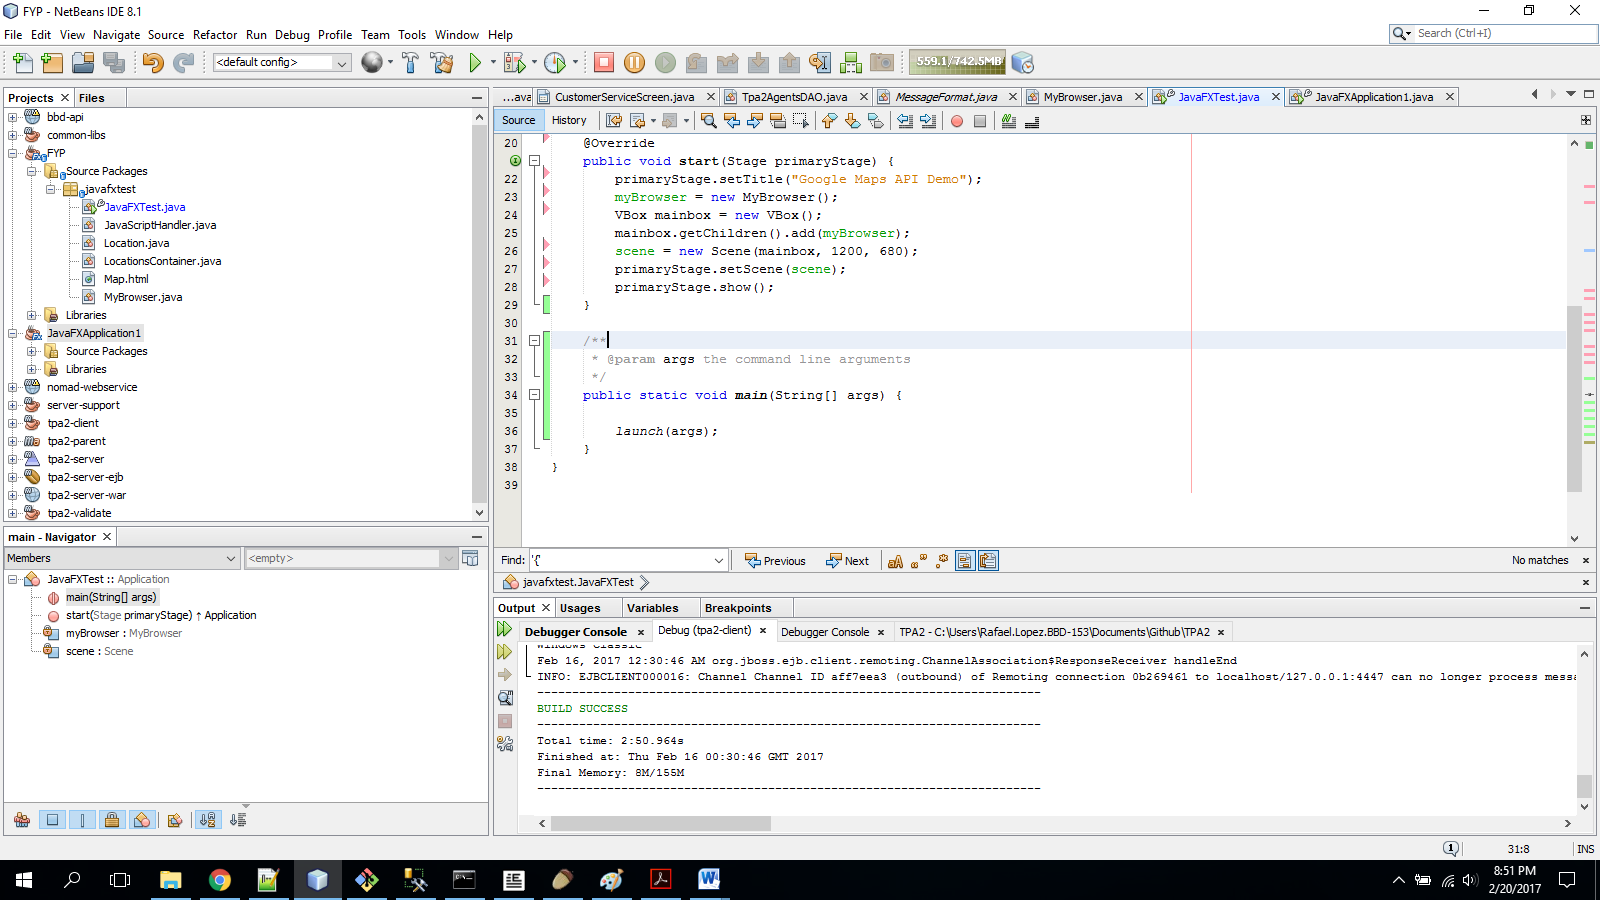 FYP - NetBeans IDE 8.1
File Edit View Navigate Source Refactor Run Debug Profile Team Tools Window Help
Search (Ctrl+I)
<default config>
559.1/742.5MB
Projects Files
bbd-api
common-libs
FYP
Source Packages
javafxtest
JavaFXTest.java
JavaScriptHandler.java
Location.java
LocationsContainer.java
Map.html
MyBrowser.java
Libraries
JavaFXApplication1
Source Packages
Libraries
nomad-webservice
server-support
tpa2-client
tpa2-parent
tpa2-server
tpa2-server-ejb
tpa2-server-war
tpa2-validate
main - Navigator
Members
<empty>
JavaFXTest :: Application
main(String[] args)
start(Stage primaryStage) ↑ Application
myBrowser : MyBrowser
scene : Scene
...ava CustomerServiceScreen.java Tpa2AgentsDAO.java MessageFormat.java MyBrowser.java JavaFXTest.java JavaFXApplication1.java
Source History
20 @Override
public void start(Stage primaryStage) {
22 primaryStage.setTitle("Google Maps API Demo");
23 myBrowser = new MyBrowser();
24 VBox mainbox = new VBox();
25 mainbox.getChildren().add(myBrowser);
26 scene = new Scene(mainbox, 1200, 680);
27 primaryStage.setScene(scene);
28 primaryStage.show();
29 }
30
31 /**
32 * @param args the command line arguments
33 */
34 public static void main(String[] args) {
35
36 launch(args);
37 }
38 }
39
Find: '{' Previous Next No matches
javafxtest.JavaFXTest
Output Usages Variables Breakpoints
Debugger Console Debug (tpa2-client) Debugger Console TPA2 - C:\Users\Rafael.Lopez.BBD-153\Documents\Github\TPA2
Windows Classic
Feb 16, 2017 12:30:46 AM org.jboss.ejb.client.remoting.ChannelAssociation$ResponseReceiver handleEnd
INFO: EJBCLIENT000016: Channel Channel ID aff7eea3 (outbound) of Remoting connection 0b269461 to localhost/127.0.0.1:4447 can no longer process messa
------------------------------------------------------------------------
BUILD SUCCESS
------------------------------------------------------------------------
Total time: 2:50.964s
Finished at: Thu Feb 16 00:30:46 GMT 2017
Final Memory: 8M/155M
------------------------------------------------------------------------
1 31:8 INS
8:51 PM
2/20/2017